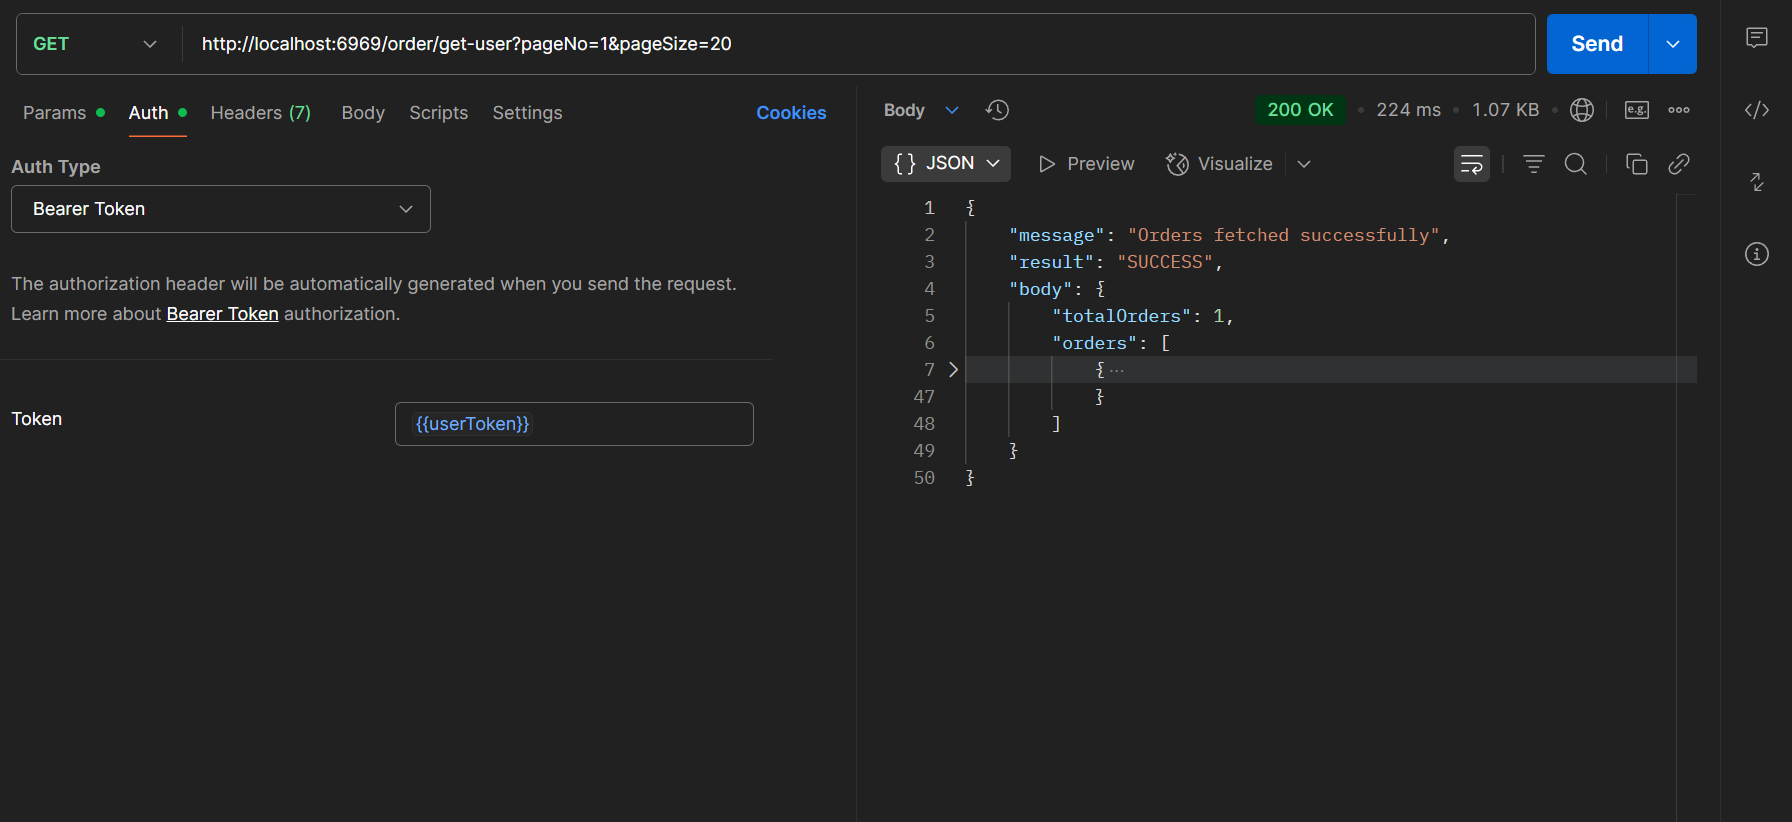 GET http://localhost:6969/order/get-user?pageNo=1&pageSize=20 Send
Params Auth Headers (7) Body Scripts Settings Cookies
Auth Type
Bearer Token
The authorization header will be automatically generated when you send the request.
Learn more about Bearer Token authorization.
Token {{userToken}}
Body 200 OK 224 ms 1.07 KB e.g.
{} JSON Preview Visualize
1 {
2 "message": "Orders fetched successfully",
3 "result": "SUCCESS",
4 "body": {
5 "totalOrders": 1,
6 "orders": [
7 { ...
47 }
48 ]
49 }
50 }